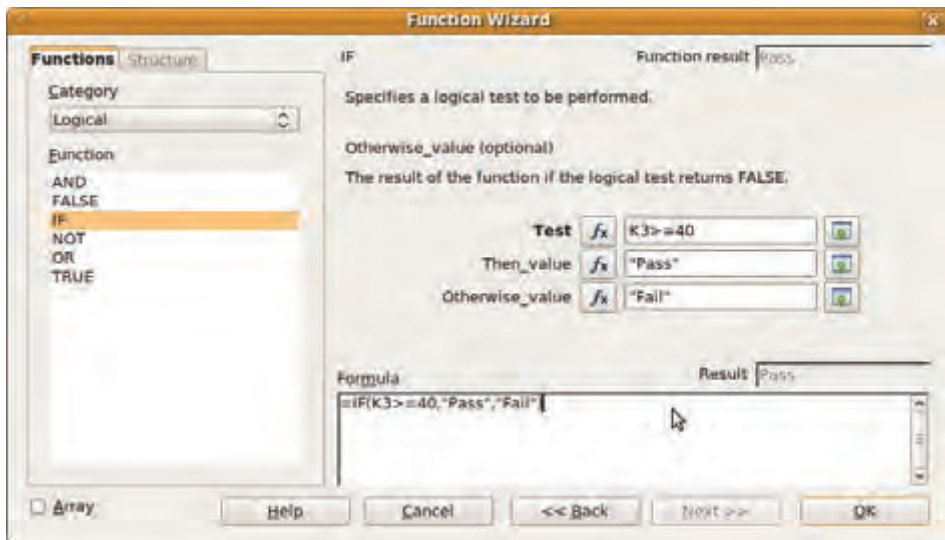 Function Wizard
Functions Structure
Category
Logical
Function
AND
FALSE
IF
NOT
OR
TRUE
Array
IF
Function result Pass
Specifies a logical test to be performed.
Otherwise_value (optional)
The result of the function if the logical test returns FALSE.
Test fx K3>=40
Then_value fx "Pass"
Otherwise_value fx "Fail"
Result Pass
Formula
=IF(K3>=40,"Pass","Fail"
Help Cancel << Back Next >> OK